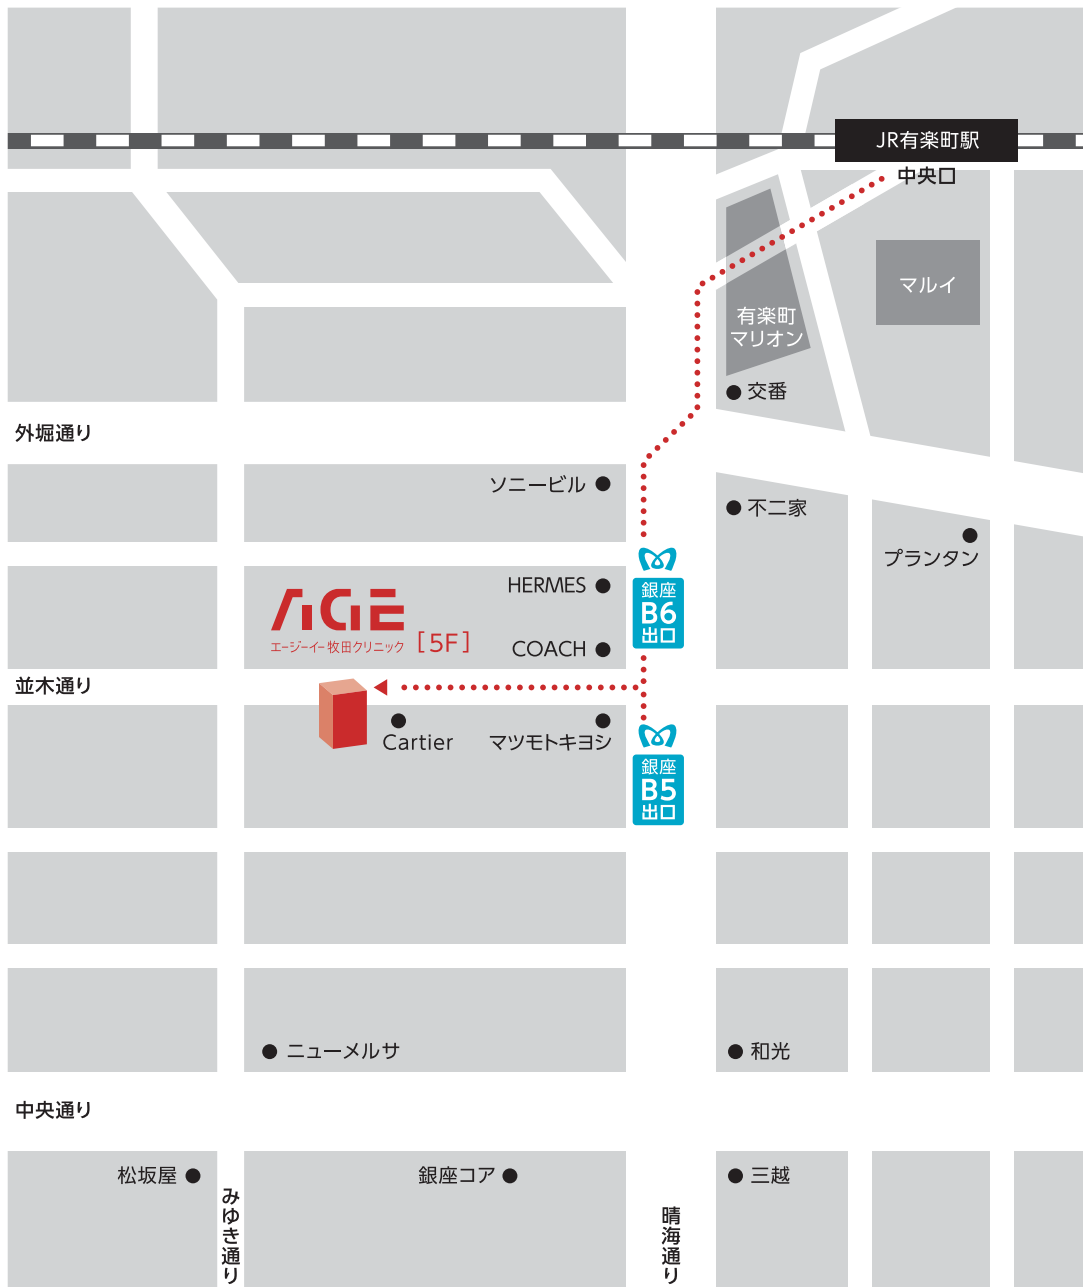 JR有楽町駅
中央口
マルイ
有楽町
マリオン
交番
外堀通り
ソニービル
不二家
プランタン
銀座
B6
出口
HERMES
AGE
エージーイー牧田クリニック
[5F]
COACH
並木通り
Cartier
マツモトキヨシ
銀座
B5
出口
ニューメルサ
和光
中央通り
松坂屋
銀座コア
三越
みゆき通り
晴海通り